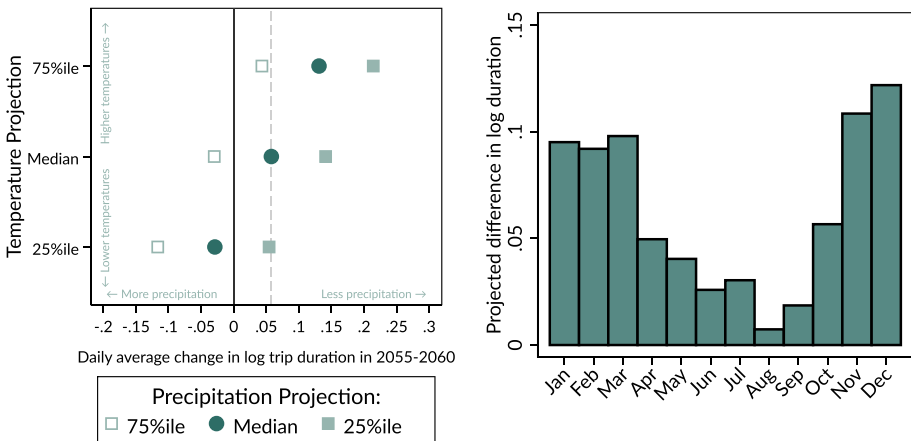 Temperature Projection
← Lower temperatures
Higher temperatures →
75%ile
Median
25%ile
← More precipitation
Less precipitation →
-.2
-.15
-.1
-.05
0
.05
.1
.15
.2
.25
.3
Daily average change in log trip duration in 2055-2060
Precipitation Projection:
75%ile
Median
25%ile
Projected difference in log duration
.15
.1
.05
0
Jan
Feb
Mar
Apr
May
Jun
Jul
Aug
Sep
Oct
Nov
Dec